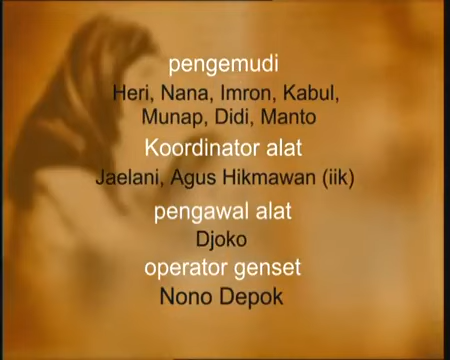 pengemudi
Heri, Nana, Imron, Kabul,
Munap, Didi, Manto
Koordinator alat
Jaelani, Agus Hikmawan (iik)
pengawal alat
Djoko
operator genset
Nono Depok